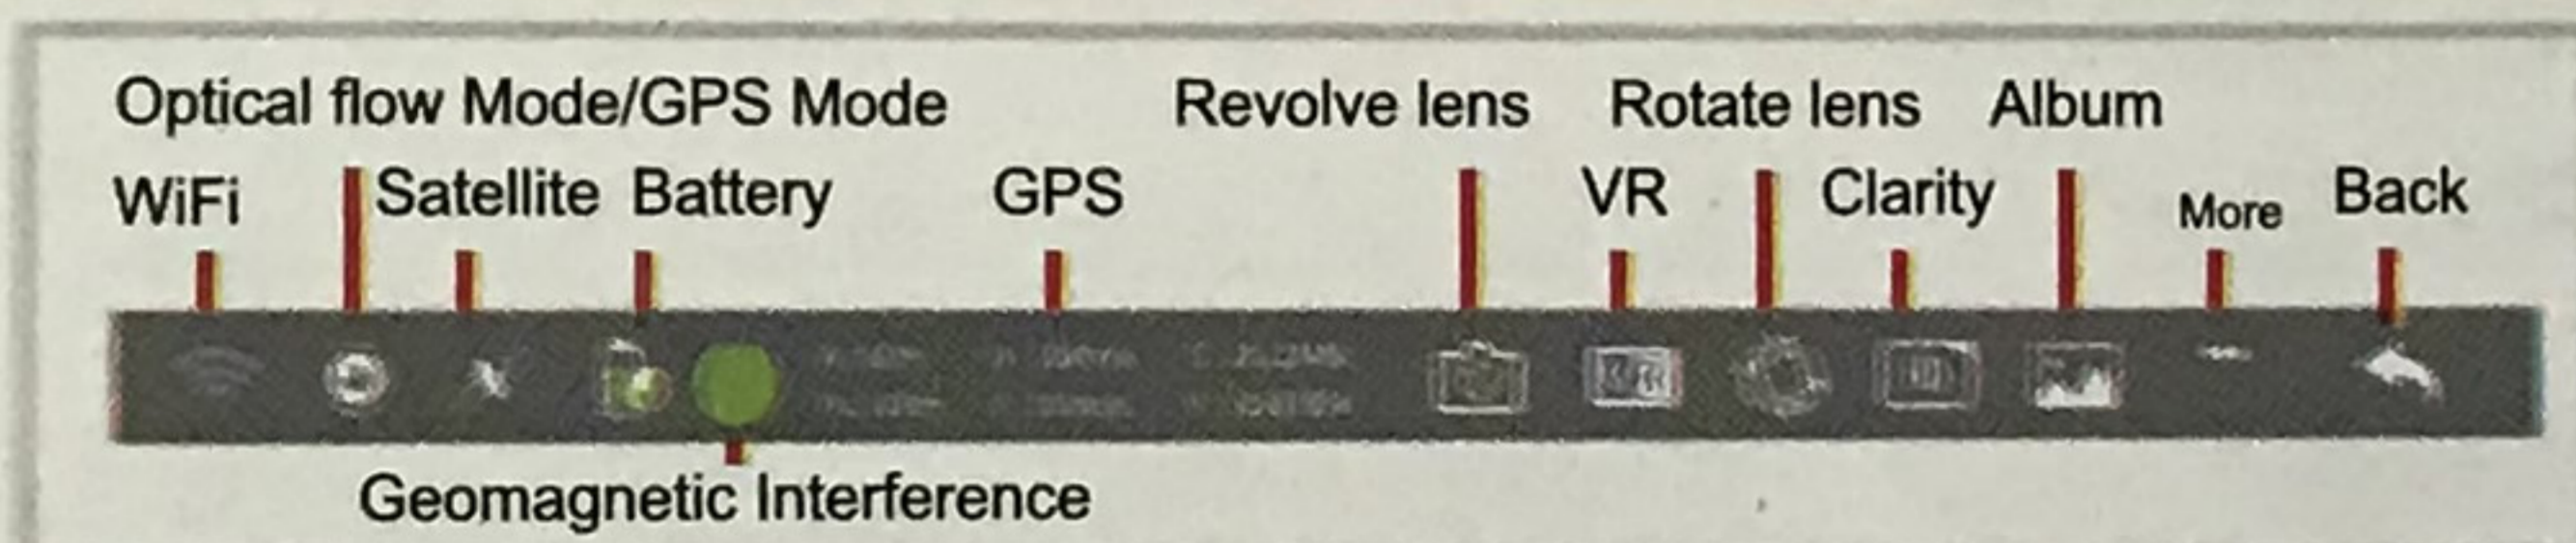 Optical flow Mode/GPS Mode Revolve lens Rotate lens Album
WiFi Satellite Battery GPS VR Clarity More Back
Geomagnetic Interference